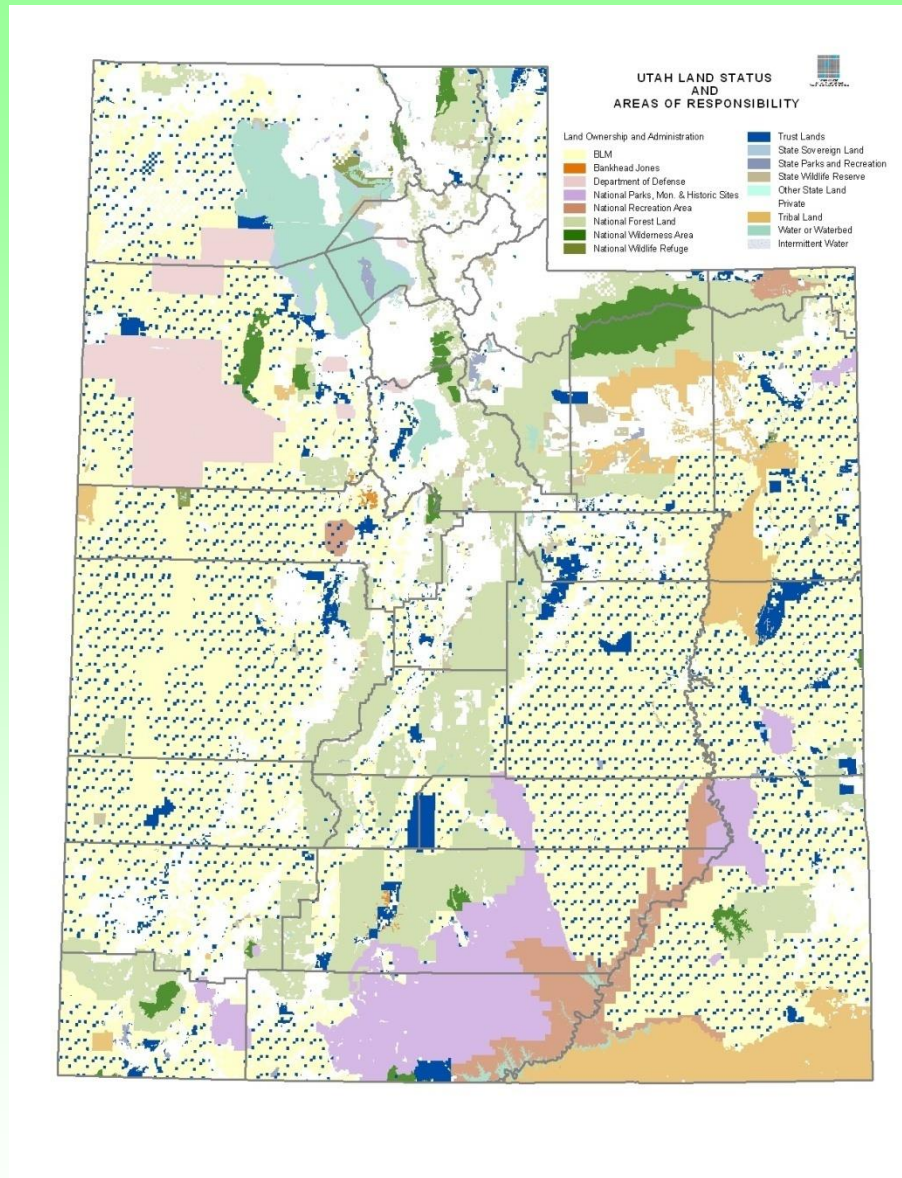 UTAH LAND STATUS
AND
AREAS OF RESPONSIBILITY
Land Ownership and Administration
BLM
Bankhead Jones
Department of Defense
National Parks, Mon. & Historic Sites
National Recreation Area
National Forest Land
National Wilderness Area
National Wildlife Refuge
Trust Lands
State Sovereign Land
State Parks and Recreation
State Wildlife Reserve
Other State Land
Private
Tribal Land
Water or Waterbed
Intermittent Water